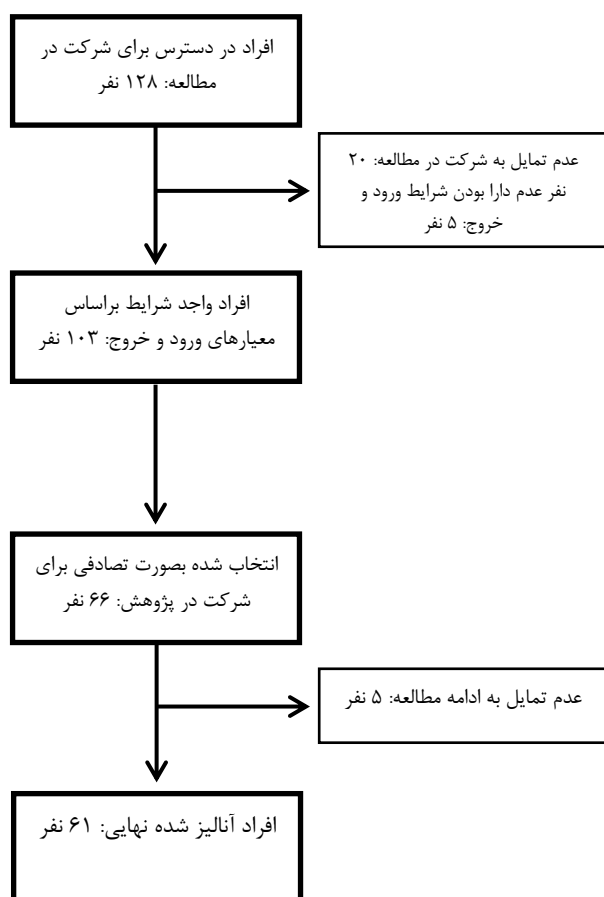 افراد در دسترس برای شرکت در
مطالعه: ۱۲۸ نفر
عدم تمایل به شرکت در مطالعه: ۲۰
نفر عدم دارا بودن شرایط ورود و
خروج: ۵ نفر
افراد واجد شرایط براساس
معیارهای ورود و خروج: ۱۰۳ نفر
انتخاب شده بصورت تصادفی برای
شرکت در پژوهش: ۶۶ نفر
عدم تمایل به ادامه مطالعه: ۵ نفر
افراد آنالیز شده نهایی: ۶۱ نفر